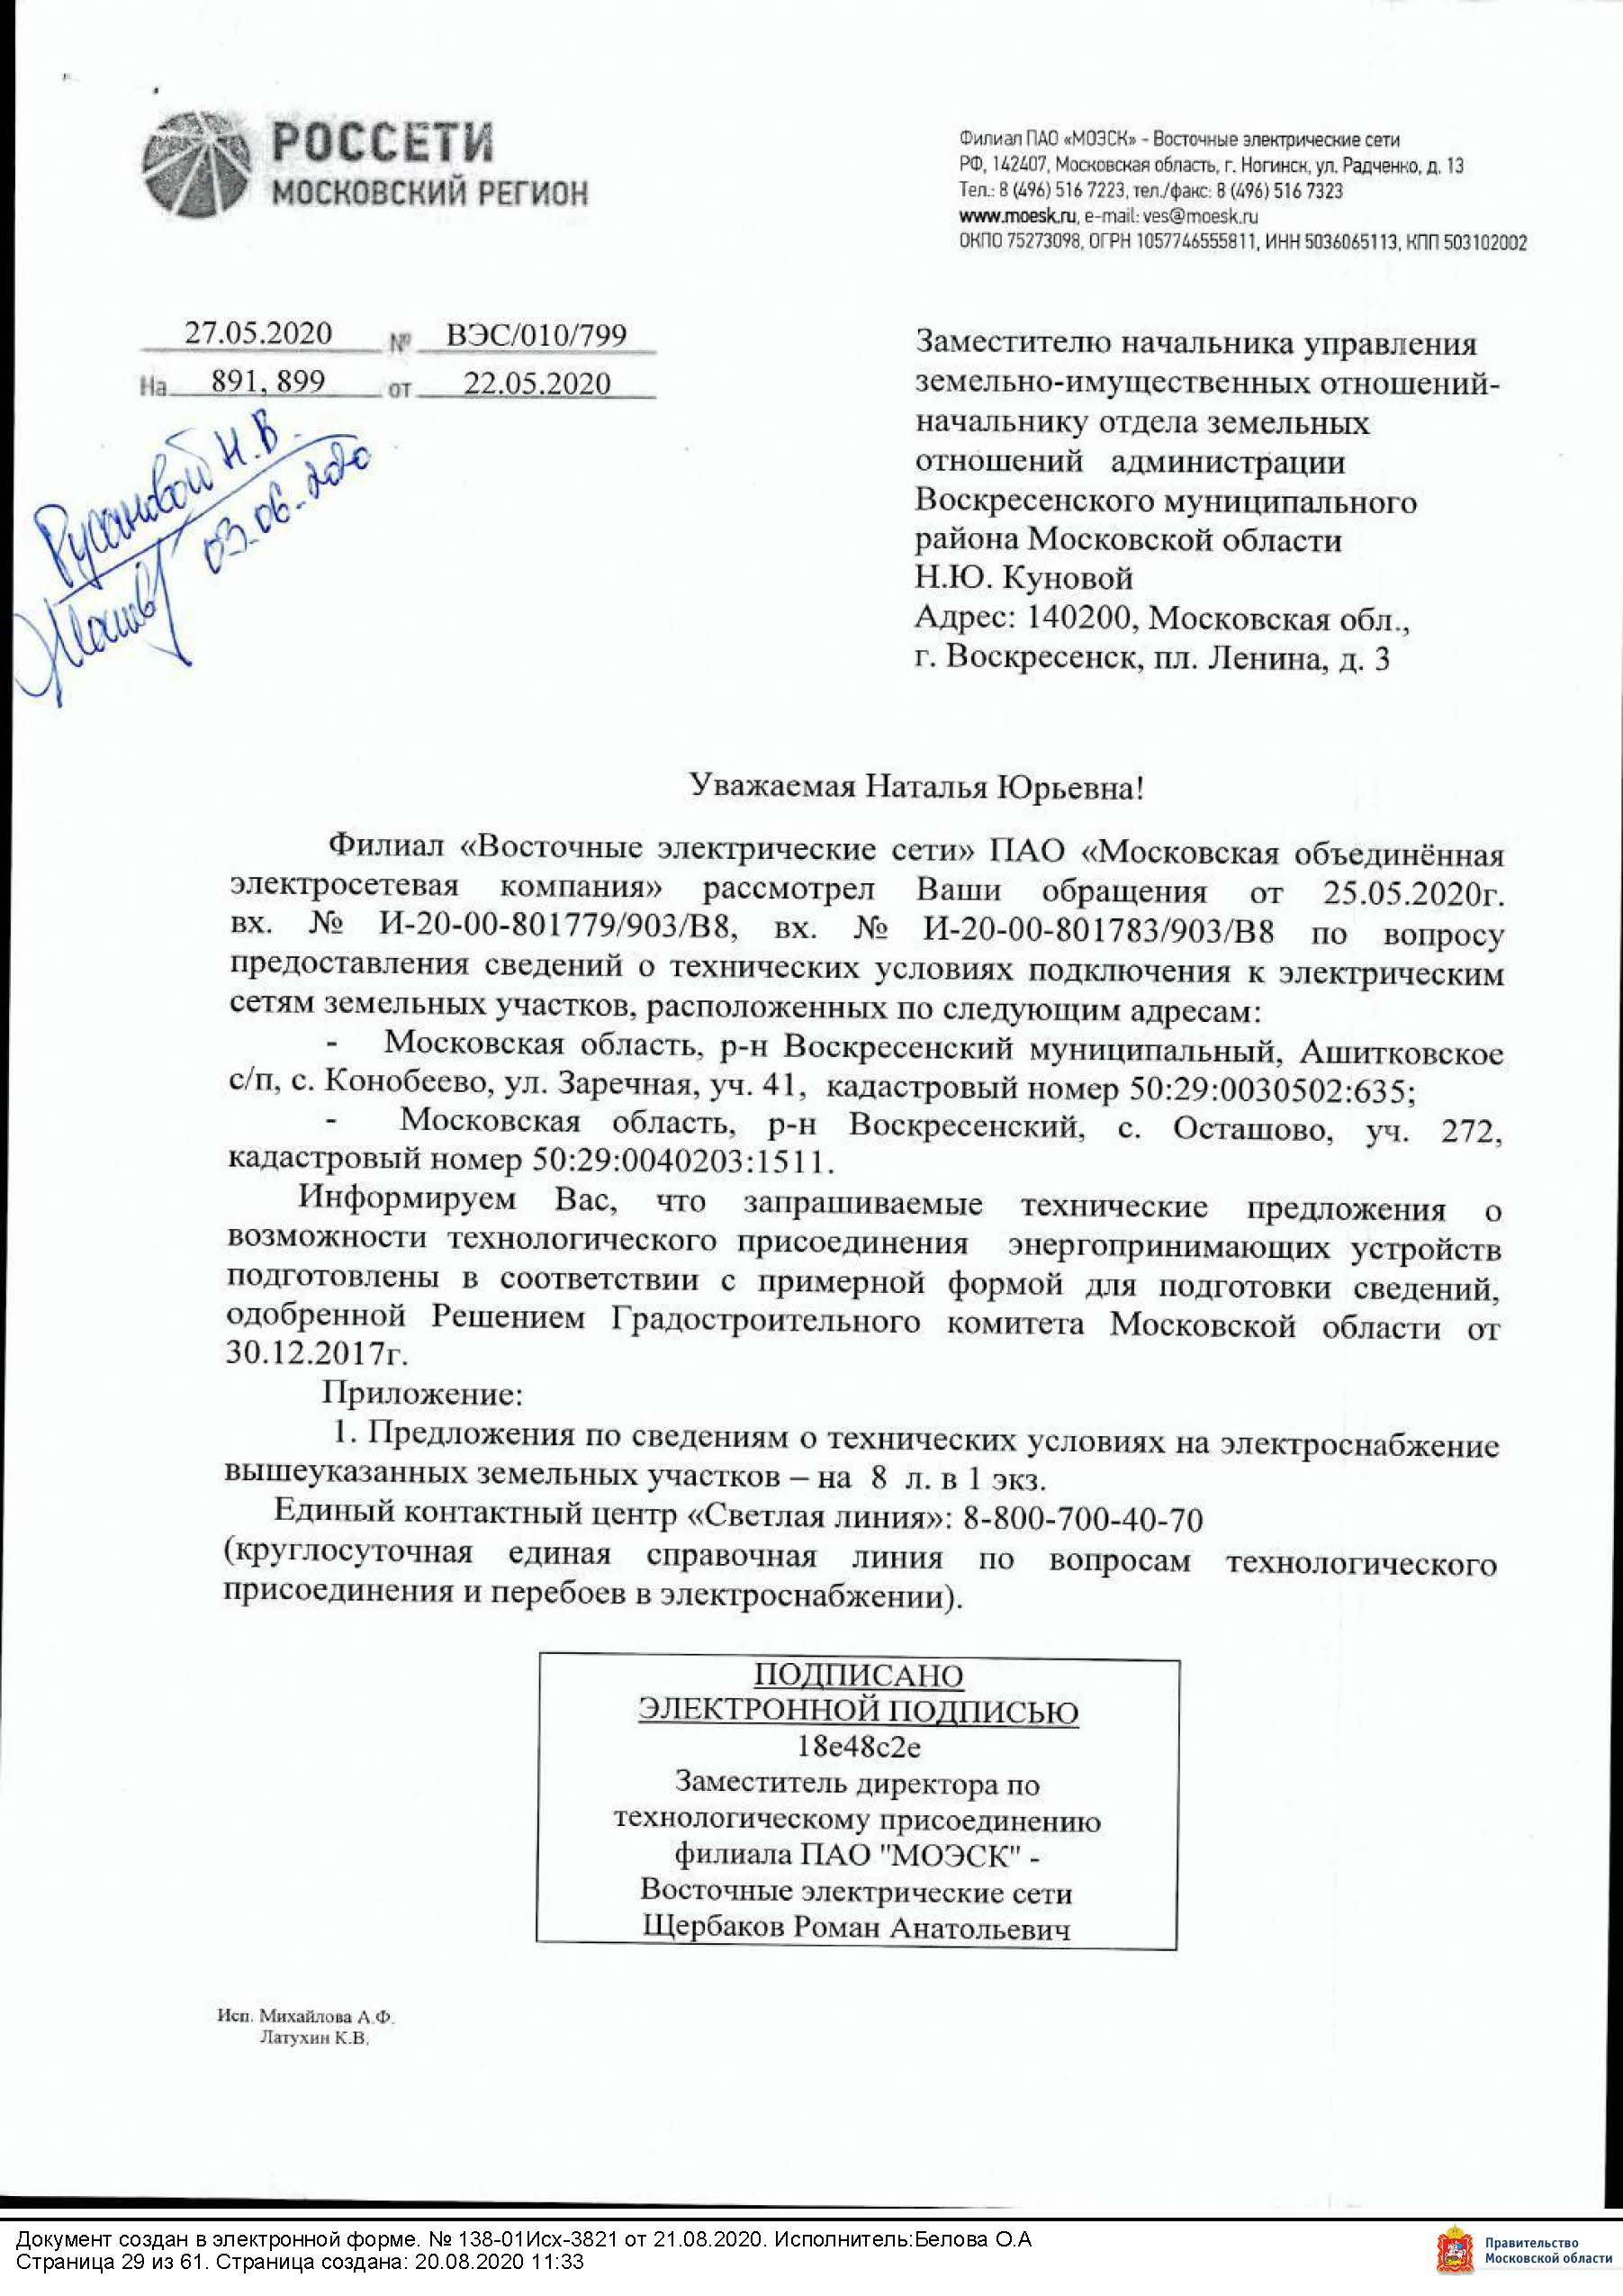 РОССЕТИ
МОСКОВСКИЙ РЕГИОН
Филиал ПАО «МОЭСК» - Восточные электрические сети
РФ, 142407, Московская область, г. Ногинск, ул. Радченко, д. 13
Тел.: 8 (496) 516 7223, тел./факс: 8 (496) 516 7323
www.moesk.ru, e-mail: ves@moesk.ru
ОКПО 75273098, ОГРН 1057746555811, ИНН 5036065113, КПП 503102002
27.05.2020 № ВЭС/010/799
На 891, 899 от 22.05.2020
Русановой Н.В.
03.06.2020
Заместителю начальника управления
земельно-имущественных отношений-
начальнику отдела земельных
отношений администрации
Воскресенского муниципального
района Московской области
Н.Ю. Куновой
Адрес: 140200, Московская обл.,
г. Воскресенск, пл. Ленина, д. 3
Уважаемая Наталья Юрьевна!
Филиал «Восточные электрические сети» ПАО «Московская объединённая
электросетевая компания» рассмотрел Ваши обращения от 25.05.2020г.
вх. № И-20-00-801779/903/В8, вх. № И-20-00-801783/903/В8 по вопросу
предоставления сведений о технических условиях подключения к электрическим
сетям земельных участков, расположенных по следующим адресам:
- Московская область, р-н Воскресенский муниципальный, Ашитковское
с/п, с. Конобеево, ул. Заречная, уч. 41, кадастровый номер 50:29:0030502:635;
- Московская область, р-н Воскресенский, с. Осташово, уч. 272,
кадастровый номер 50:29:0040203:1511.
Информируем Вас, что запрашиваемые технические предложения о
возможности технологического присоединения энергопринимающих устройств
подготовлены в соответствии с примерной формой для подготовки сведений,
одобренной Решением Градостроительного комитета Московской области от
30.12.2017г.
Приложение:
1. Предложения по сведениям о технических условиях на электроснабжение
вышеуказанных земельных участков – на 8 л. в 1 экз.
Единый контактный центр «Светлая линия»: 8-800-700-40-70
(круглосуточная единая справочная линия по вопросам технологического
присоединения и перебоев в электроснабжении).
ПОДПИСАНО
ЭЛЕКТРОННОЙ ПОДПИСЬЮ
18e48c2e
Заместитель директора по
технологическому присоединению
филиала ПАО "МОЭСК" -
Восточные электрические сети
Щербаков Роман Анатольевич
Исп. Михайлова А.Ф.
Латухин К.В.
Документ создан в электронной форме. № 138-01Исх-3821 от 21.08.2020. Исполнитель:Белова О.А
Страница 29 из 61. Страница создана: 20.08.2020 11:33
Правительство
Московской области